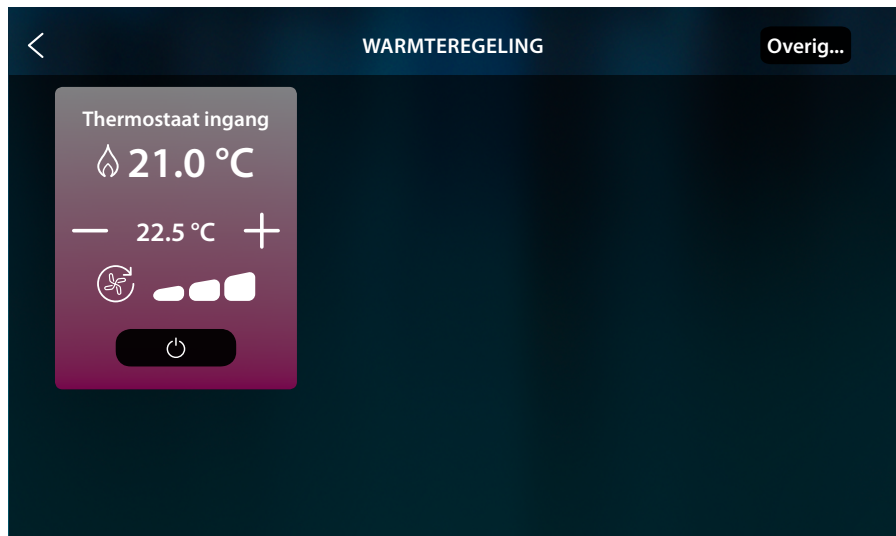 WARMTEREGELING
Overig...
Thermostaat ingang
21.0 °C
22.5 °C